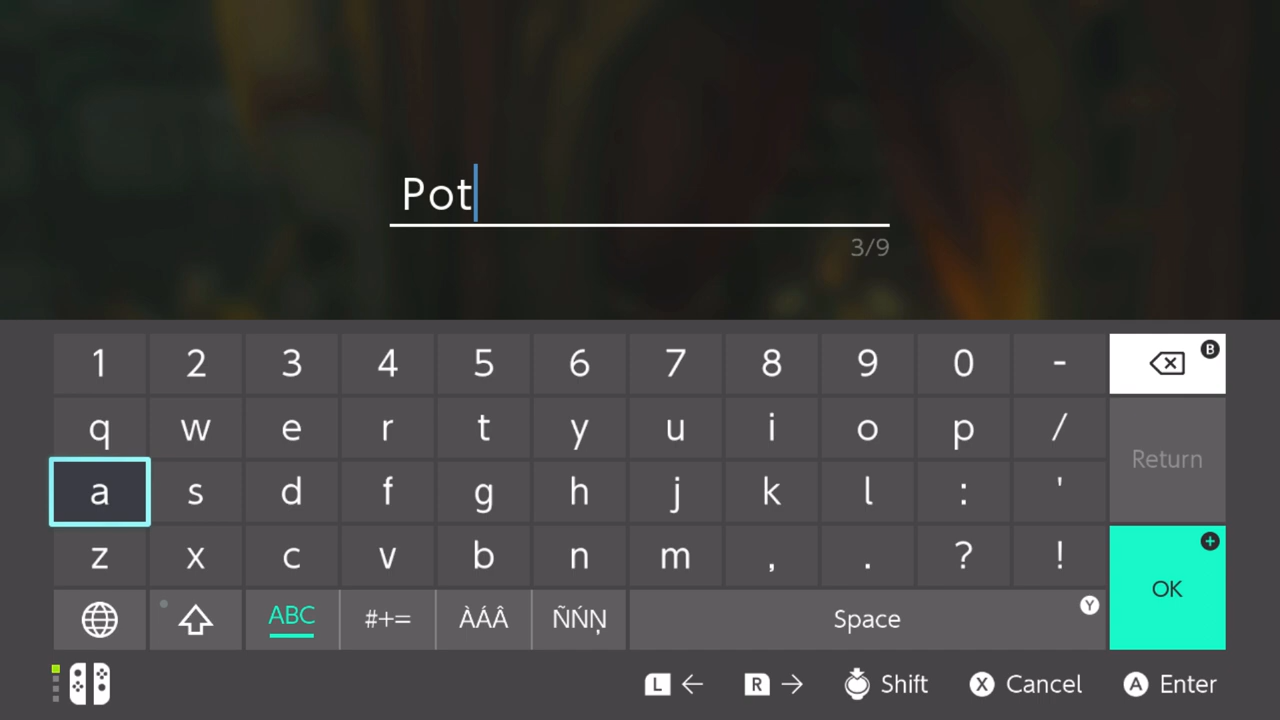 Pot
3/9
1 2 3 4 5 6 7 8 9 0 - B
q w e r t y u i o p /
Return
a s d f g h j k l : '
z x c v b n m , . ? !
OK
ABC #+= ÀÁÂ ÑŃŅ Space Y
L ← R → Shift X Cancel A Enter